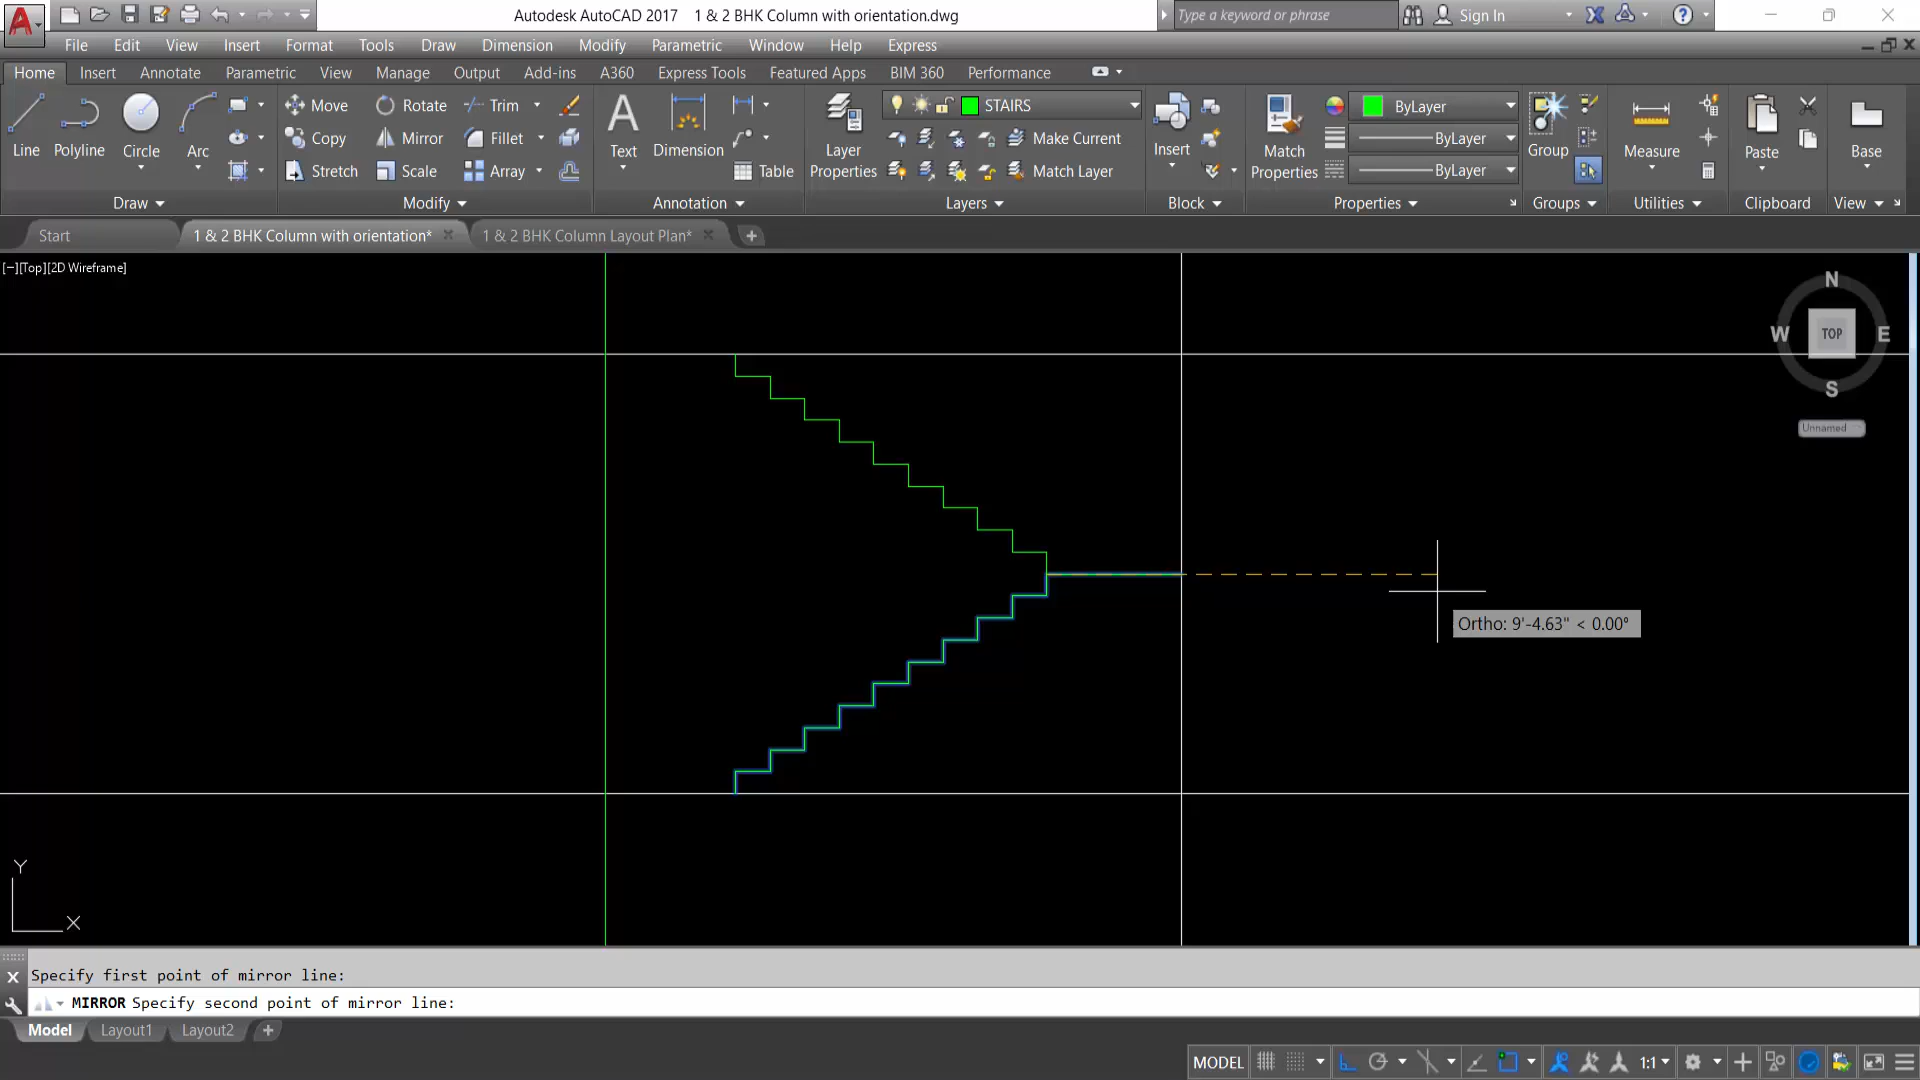 Autodesk AutoCAD 2017 1 & 2 BHK Column with orientation.dwg
Type a keyword or phrase
Sign In
File Edit View Insert Format Tools Draw Dimension Modify Parametric Window Help Express
Home Insert Annotate Parametric View Manage Output Add-ins A360 Express Tools Featured Apps BIM 360 Performance
Line Polyline Circle Arc
Move Rotate Trim
Copy Mirror Fillet
Stretch Scale Array
Text Dimension Table
Layer Properties
STAIRS
Make Current
Match Layer
Insert
Match Properties
ByLayer
ByLayer
ByLayer
Group Measure Paste Base
Draw Modify Annotation Layers Block Properties Groups Utilities Clipboard View
Start 1 & 2 BHK Column with orientation* 1 & 2 BHK Column Layout Plan*
[−][Top][2D Wireframe]
N
W TOP E
S
Unnamed
Ortho: 9'-4.63" < 0.00°
Y
X
Specify first point of mirror line:
MIRROR Specify second point of mirror line:
Model Layout1 Layout2
MODEL 1:1